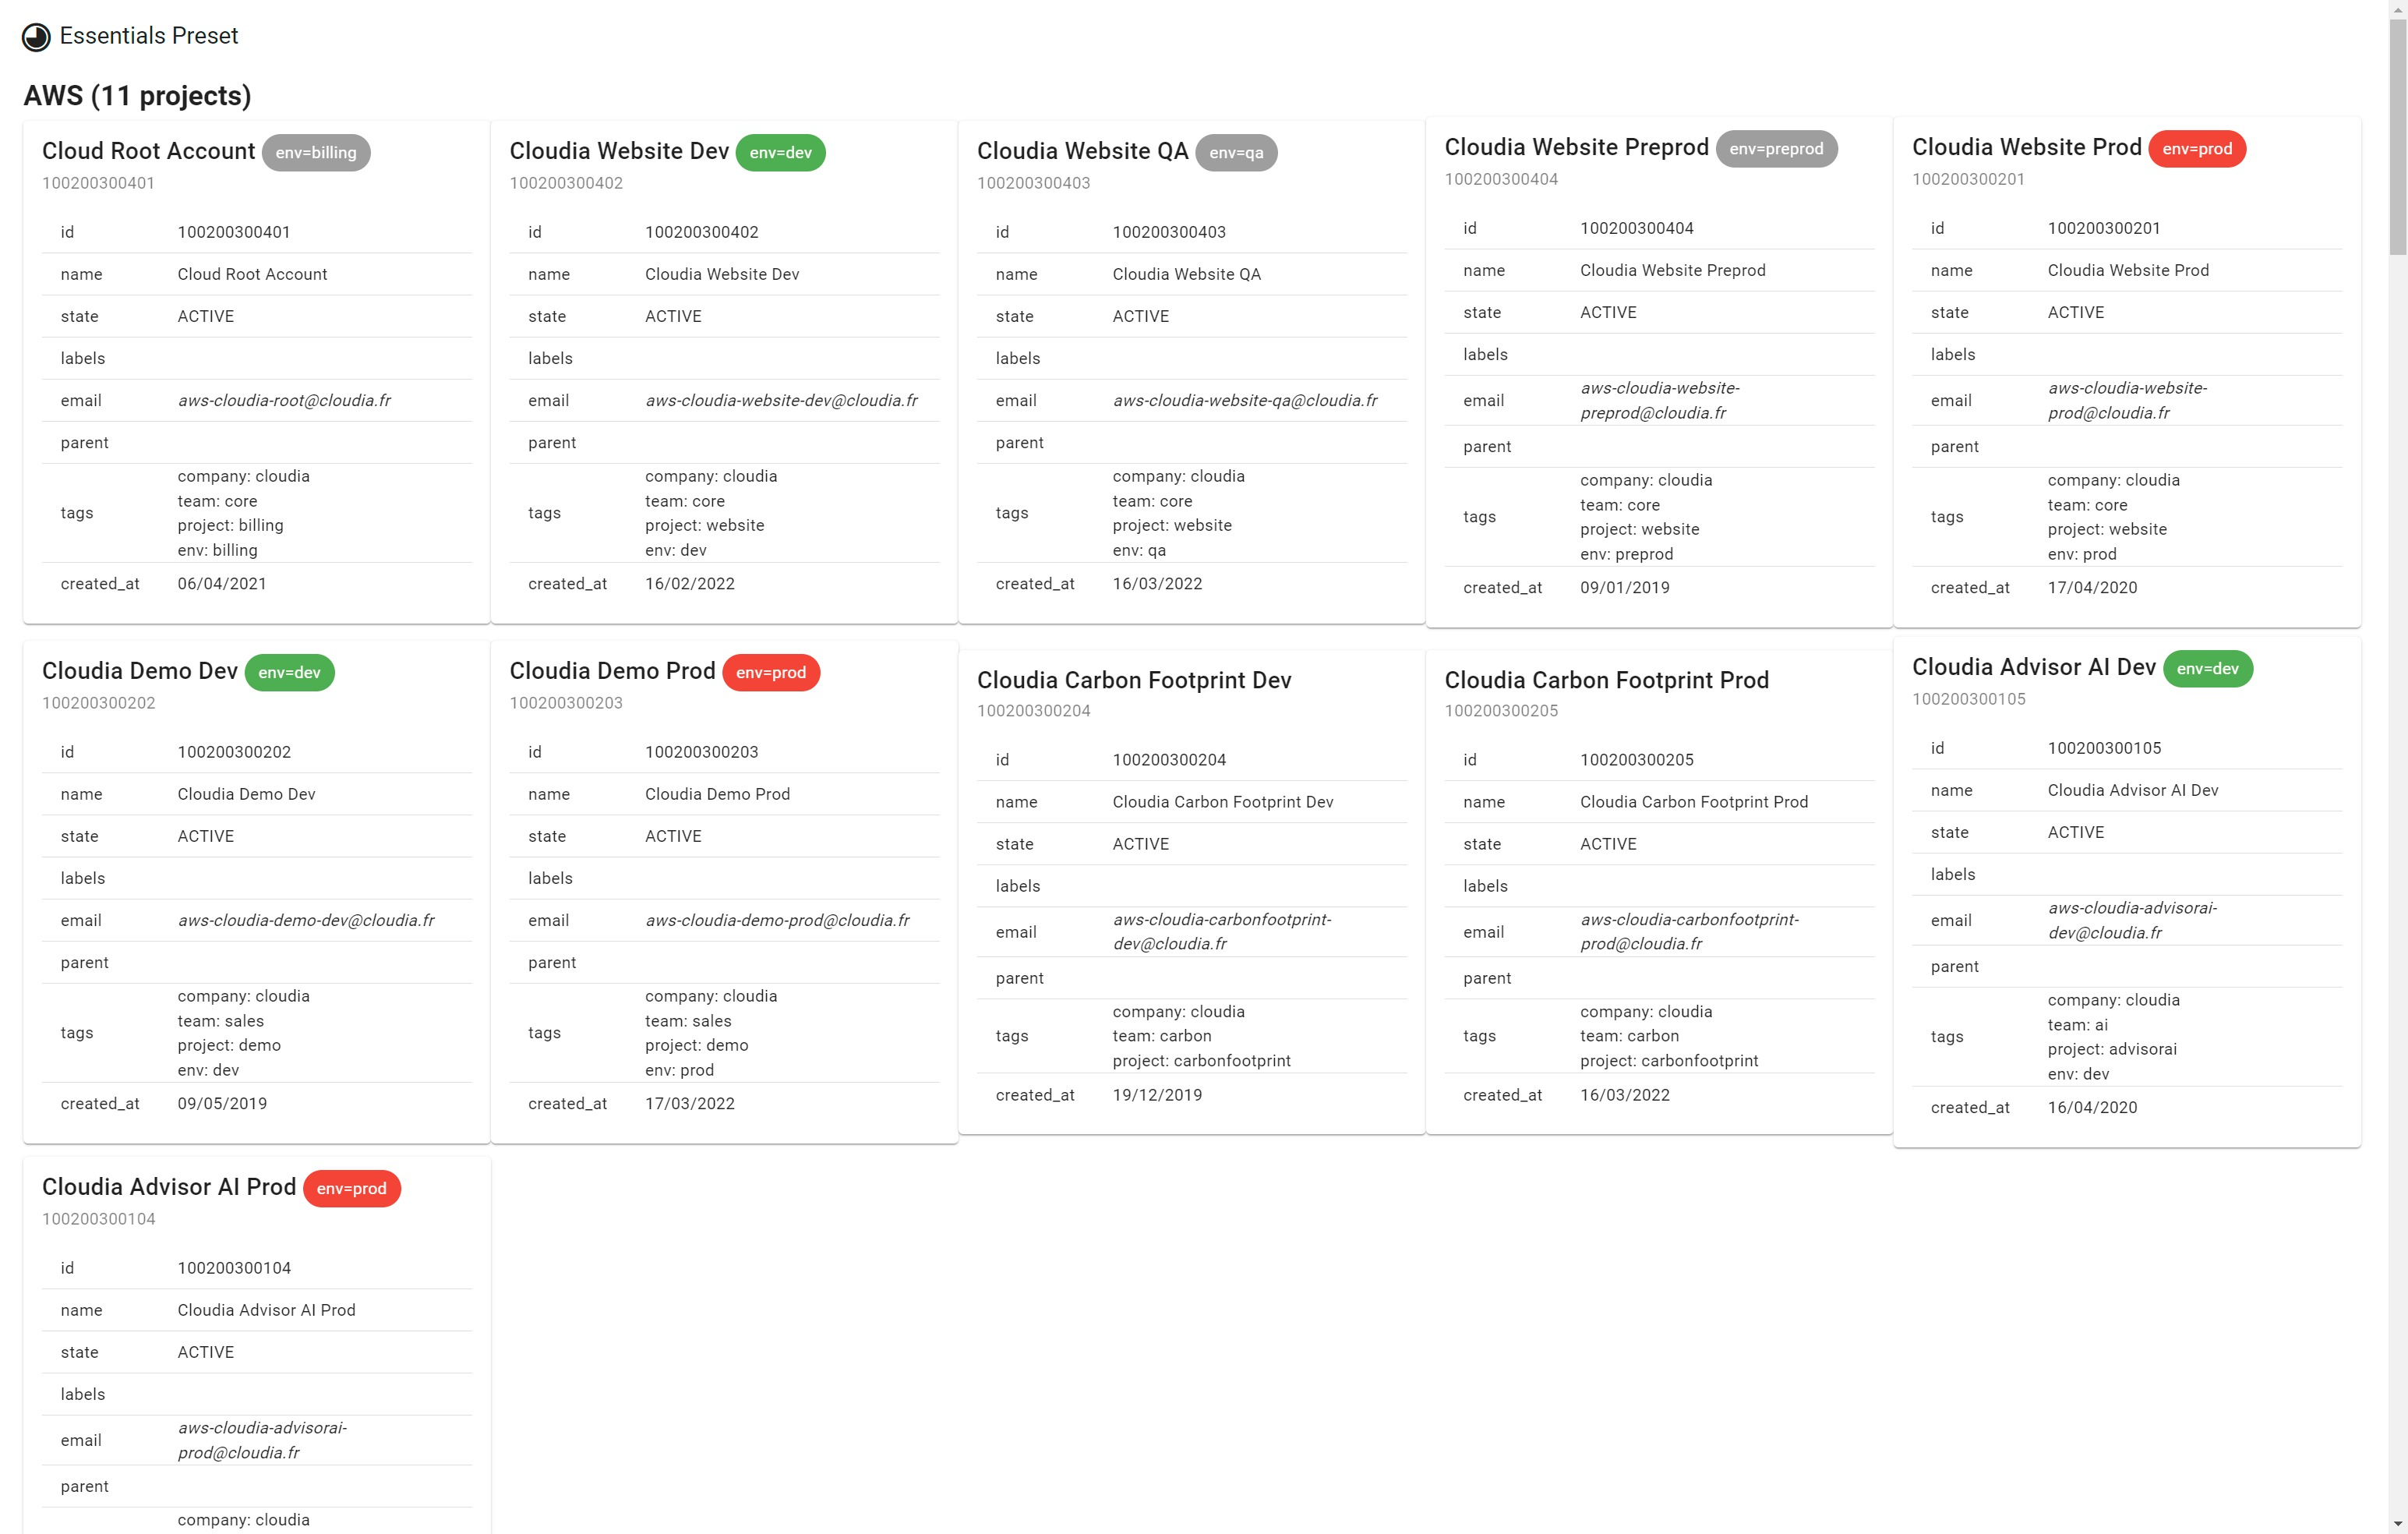 Essentials Preset
AWS (11 projects)
Cloud Root Account env=billing
100200300401
id 100200300401
name Cloud Root Account
state ACTIVE
labels
email aws-cloudia-root@cloudia.fr
parent
tags company: cloudia
team: core
project: billing
env: billing
created_at 06/04/2021
Cloudia Website Dev env=dev
100200300402
id 100200300402
name Cloudia Website Dev
state ACTIVE
labels
email aws-cloudia-website-dev@cloudia.fr
parent
tags company: cloudia
team: core
project: website
env: dev
created_at 16/02/2022
Cloudia Website QA env=qa
100200300403
id 100200300403
name Cloudia Website QA
state ACTIVE
labels
email aws-cloudia-website-qa@cloudia.fr
parent
tags company: cloudia
team: core
project: website
env: qa
created_at 16/03/2022
Cloudia Website Preprod env=preprod
100200300404
id 100200300404
name Cloudia Website Preprod
state ACTIVE
labels
email aws-cloudia-website-
preprod@cloudia.fr
parent
tags company: cloudia
team: core
project: website
env: preprod
created_at 09/01/2019
Cloudia Website Prod env=prod
100200300201
id 100200300201
name Cloudia Website Prod
state ACTIVE
labels
email aws-cloudia-website-
prod@cloudia.fr
parent
tags company: cloudia
team: core
project: website
env: prod
created_at 17/04/2020
Cloudia Demo Dev env=dev
100200300202
id 100200300202
name Cloudia Demo Dev
state ACTIVE
labels
email aws-cloudia-demo-dev@cloudia.fr
parent
tags company: cloudia
team: sales
project: demo
env: dev
created_at 09/05/2019
Cloudia Demo Prod env=prod
100200300203
id 100200300203
name Cloudia Demo Prod
state ACTIVE
labels
email aws-cloudia-demo-prod@cloudia.fr
parent
tags company: cloudia
team: sales
project: demo
env: prod
created_at 17/03/2022
Cloudia Carbon Footprint Dev
100200300204
id 100200300204
name Cloudia Carbon Footprint Dev
state ACTIVE
labels
email aws-cloudia-carbonfootprint-
dev@cloudia.fr
parent
tags company: cloudia
team: carbon
project: carbonfootprint
created_at 19/12/2019
Cloudia Carbon Footprint Prod
100200300205
id 100200300205
name Cloudia Carbon Footprint Prod
state ACTIVE
labels
email aws-cloudia-carbonfootprint-
prod@cloudia.fr
parent
tags company: cloudia
team: carbon
project: carbonfootprint
created_at 16/03/2022
Cloudia Advisor AI Dev env=dev
100200300105
id 100200300105
name Cloudia Advisor AI Dev
state ACTIVE
labels
email aws-cloudia-advisorai-
dev@cloudia.fr
parent
tags company: cloudia
team: ai
project: advisorai
env: dev
created_at 16/04/2020
Cloudia Advisor AI Prod env=prod
100200300104
id 100200300104
name Cloudia Advisor AI Prod
state ACTIVE
labels
email aws-cloudia-advisorai-
prod@cloudia.fr
parent
company: cloudia